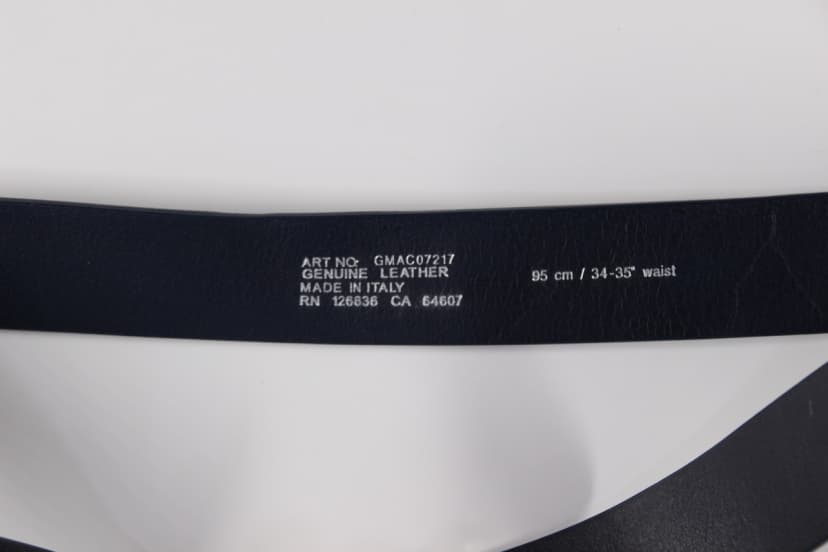 ART NO: GMAC07217
GENUINE LEATHER
MADE IN ITALY
RN 126836 CA 64607
95 cm / 34-35" waist